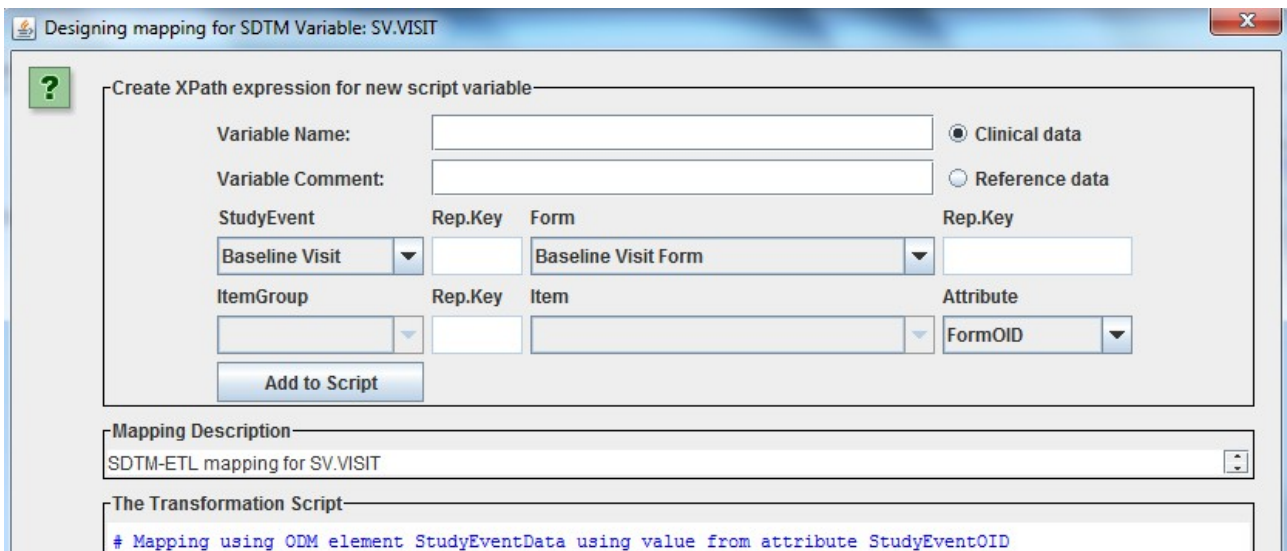 Designing mapping for SDTM Variable: SV.VISIT
?
Create XPath expression for new script variable
Variable Name: Clinical data
Variable Comment: Reference data
StudyEvent Rep.Key Form Rep.Key
Baseline Visit Baseline Visit Form
ItemGroup Rep.Key Item Attribute
FormOID
Add to Script
Mapping Description
SDTM-ETL mapping for SV.VISIT
The Transformation Script
# Mapping using ODM element StudyEventData using value from attribute StudyEventOID